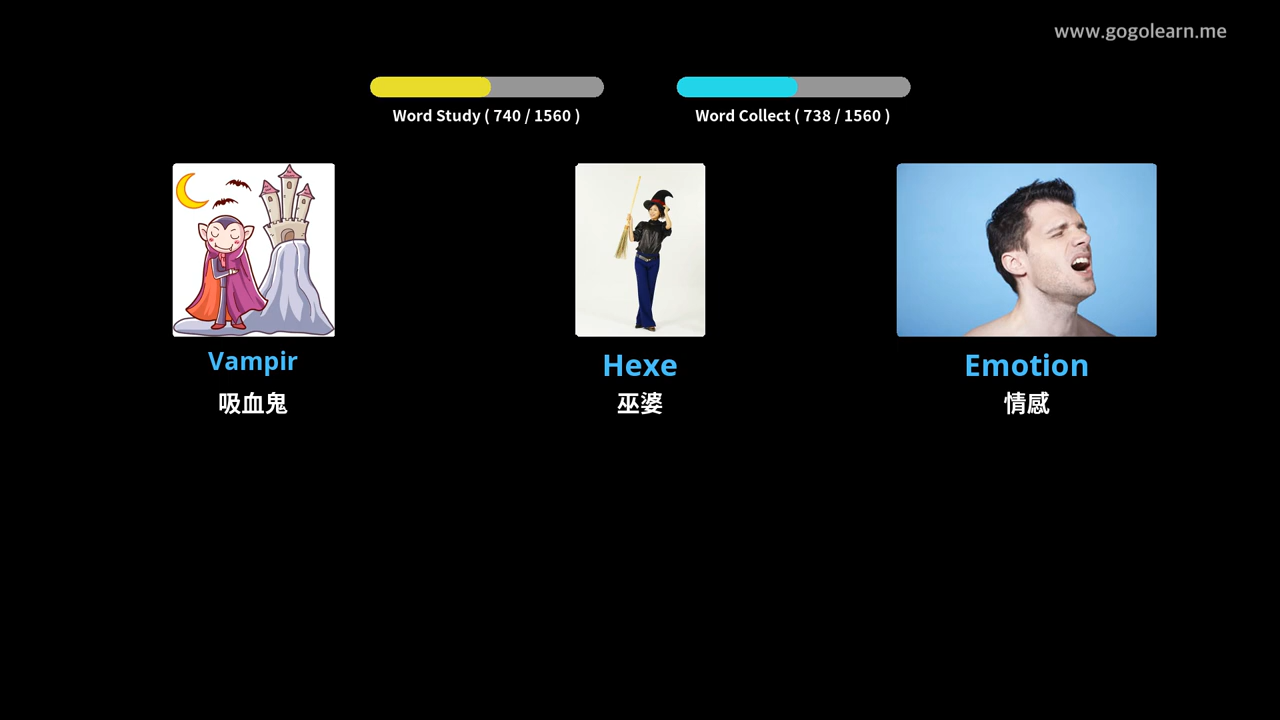 www.gogolearn.me
Word Study ( 740 / 1560 )
Word Collect ( 738 / 1560 )
Vampir
吸血鬼
Hexe
巫婆
Emotion
情感